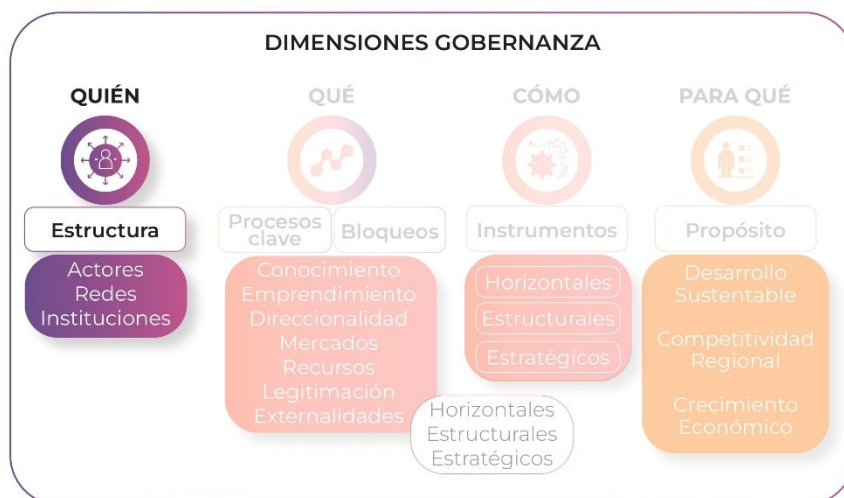 DIMENSIONES GOBERNANZA
QUIÉN
Estructura
Actores
Redes
Instituciones
QUÉ
Procesos
clave
Bloqueos
Conocimiento
Emprendimiento
Direccionalidad
Mercados
Recursos
Legitimación
Externalidades
Horizontales
Estructurales
Estratégicos
CÓMO
Instrumentos
Horizontales
Estructurales
Estratégicos
PARA QUÉ
Propósito
Desarrollo
Sustentable
Competitividad
Regional
Crecimiento
Económico